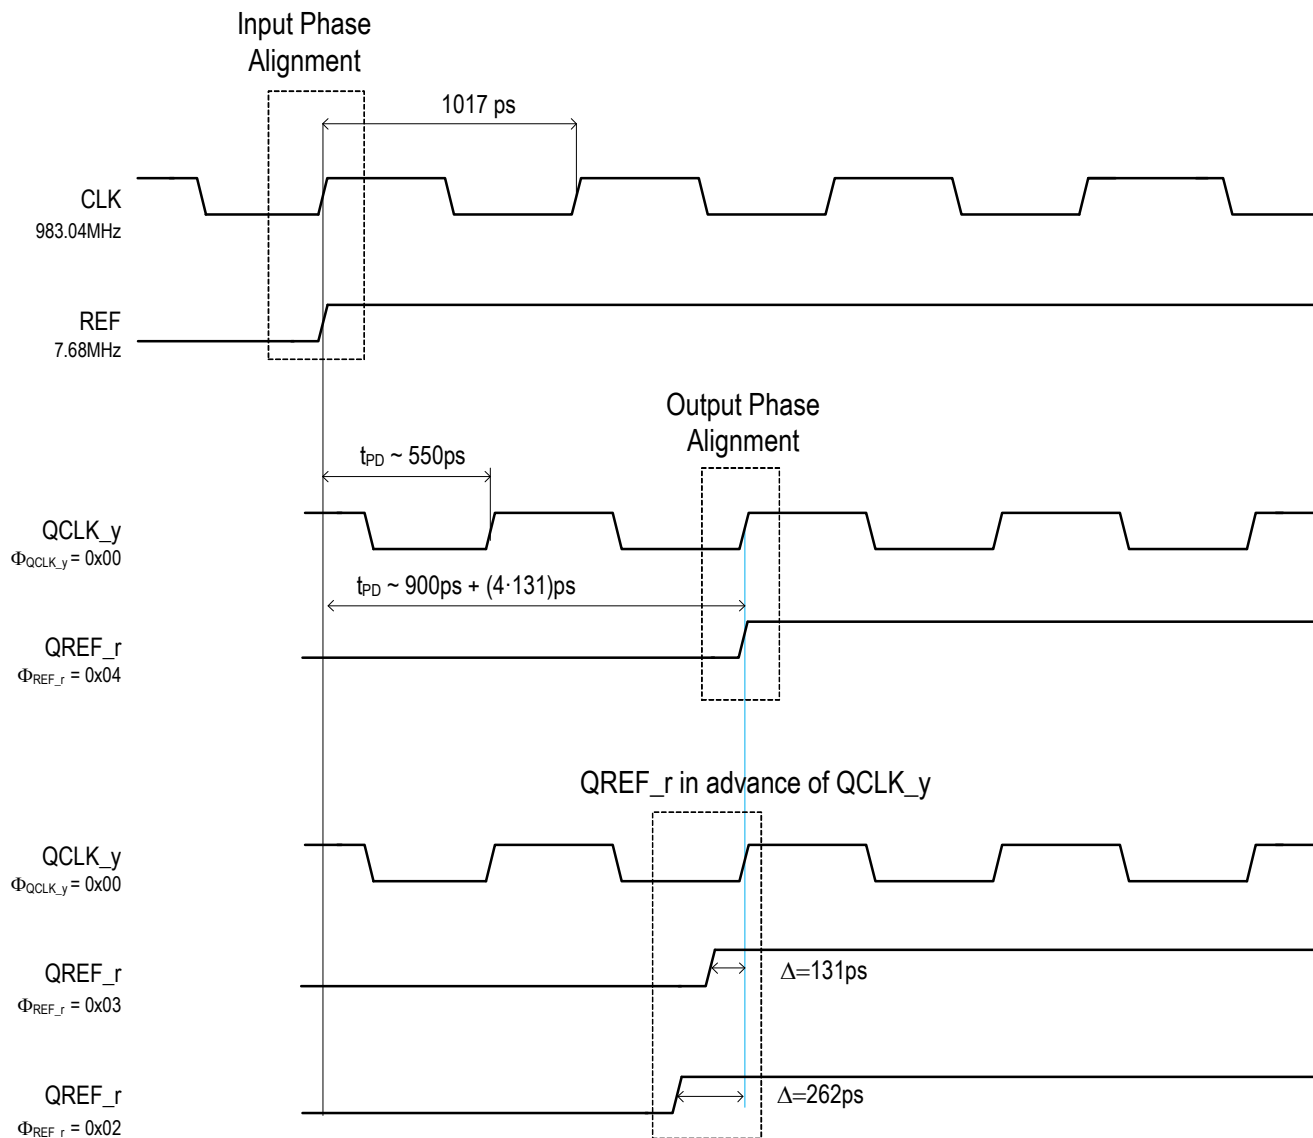 Input Phase
Alignment
1017 ps
CLK
983.04MHz
REF
7.68MHz
Output Phase
Alignment
tPD ~ 550ps
QCLK_y
ΦQCLK_y = 0x00
tPD ~ 900ps + (4·131)ps
QREF_r
ΦREF_r = 0x04
QREF_r in advance of QCLK_y
QCLK_y
ΦQCLK_y = 0x00
QREF_r
Δ=131ps
ΦREF_r = 0x03
QREF_r
Δ=262ps
ΦREF_r = 0x02